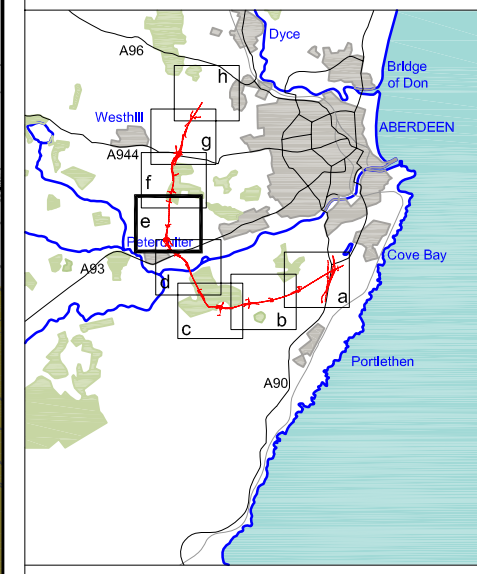 Dyce
A96
Bridge
of Don
h
Westhill
ABERDEEN
g
A944
f
e
Peterculter
Cove Bay
A93
d
a
b
c
Portlethen
A90